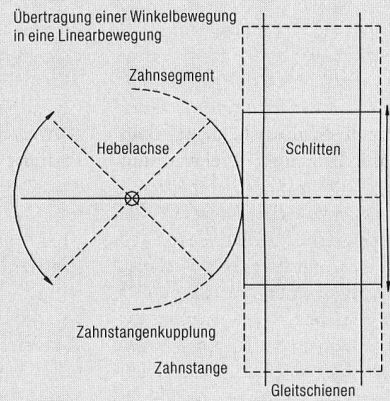 Übertragung einer Winkelbewegung
in eine Linearbewegung
Zahnsegment
Hebelachse
Schlitten
Zahnstangenkupplung
Zahnstange
Gleitschienen